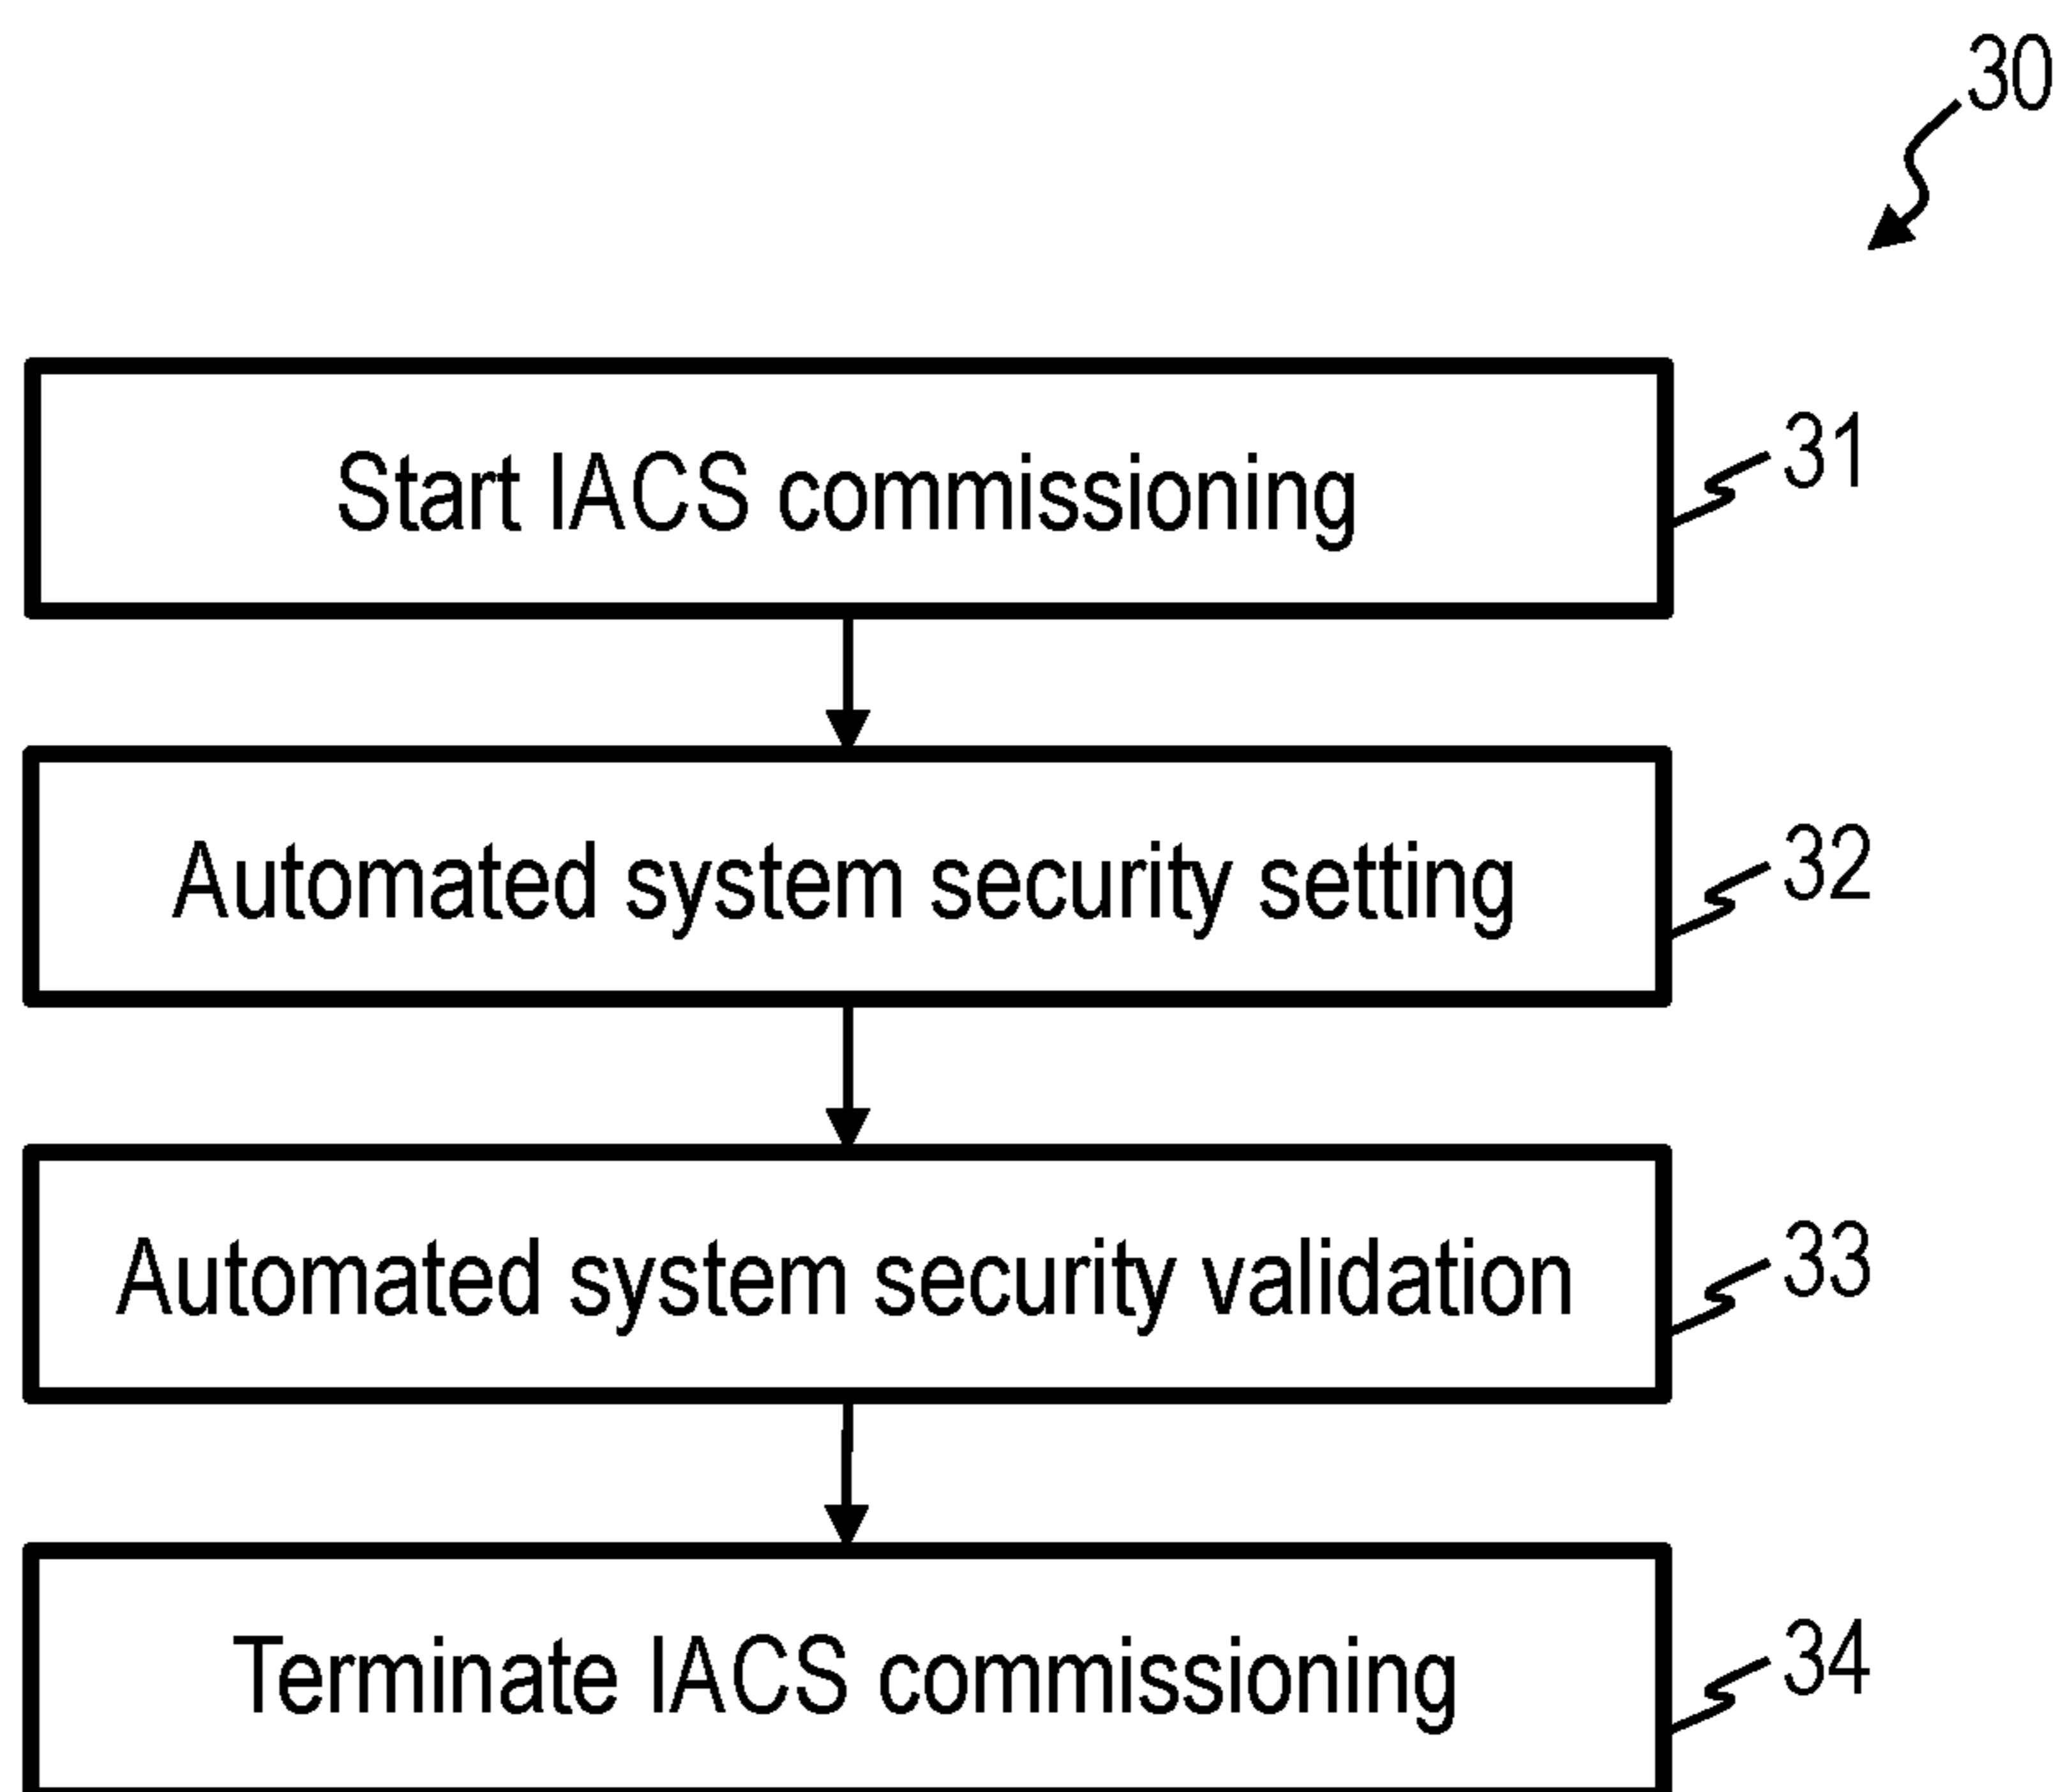 30
Start IACS commissioning
31
Automated system security setting
32
Automated system security validation
33
Terminate IACS commissioning
34